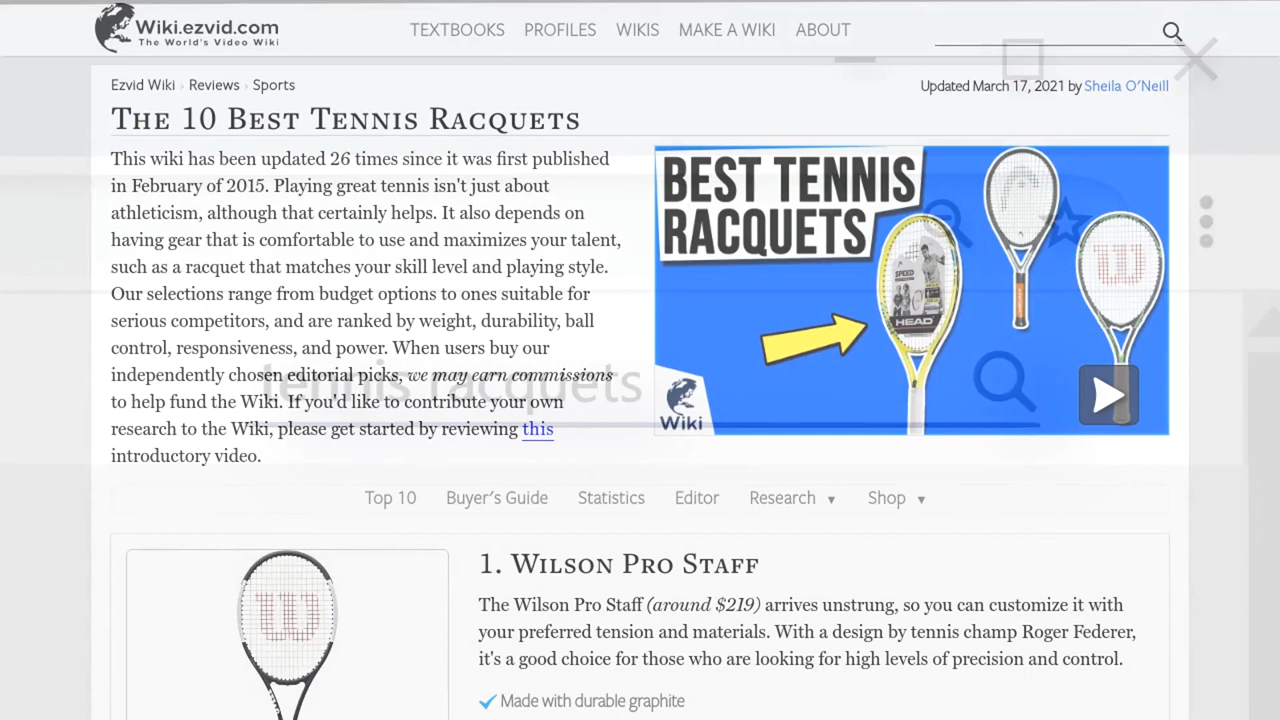 Wiki.ezvid.com
The World's Video Wiki
TEXTBOOKS PROFILES WIKIS MAKE A WIKI ABOUT
Ezvid Wiki › Reviews › Sports
Updated March 17, 2021 by Sheila O'Neill
The 10 Best Tennis Racquets
This wiki has been updated 26 times since it was first published
in February of 2015. Playing great tennis isn't just about
athleticism, although that certainly helps. It also depends on
having gear that is comfortable to use and maximizes your talent,
such as a racquet that matches your skill level and playing style.
Our selections range from budget options to ones suitable for
serious competitors, and are ranked by weight, durability, ball
control, responsiveness, and power. When users buy our
independently chosen editorial picks, we may earn commissions
to help fund the Wiki. If you'd like to contribute your own
research to the Wiki, please get started by reviewing this
introductory video.
tennis racquets
BEST TENNIS
RACQUETS
SPEED
HEAD
W
Wiki
Top 10 Buyer's Guide Statistics Editor Research ▼ Shop ▼
W
1. Wilson Pro Staff
The Wilson Pro Staff (around $219) arrives unstrung, so you can customize it with
your preferred tension and materials. With a design by tennis champ Roger Federer,
it's a good choice for those who are looking for high levels of precision and control.
Made with durable graphite